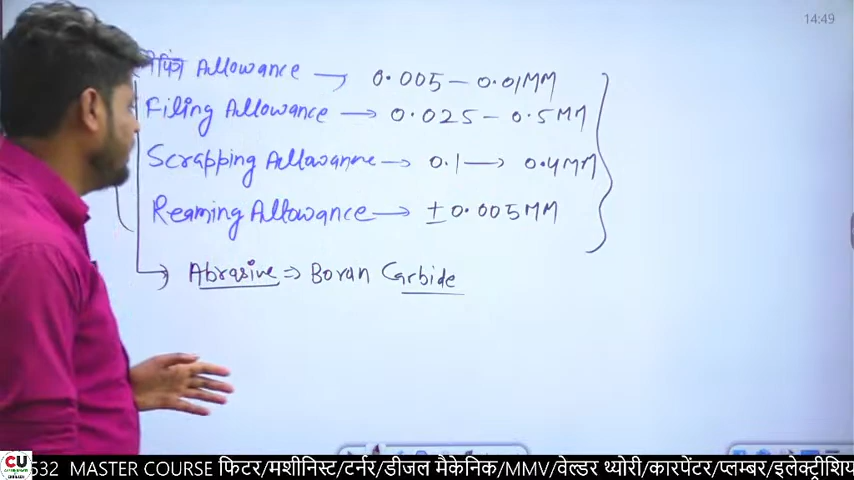 14:49
Allowance → 0.005 – 0.01MM
Filing Allowance → 0.025 – 0.5MM
Scrapping Allowanme → 0.1 → 0.4MM
Reaming Allowance → ± 0.005MM
Abrasive ⇒ Boran Carbide
CU 532 MASTER COURSE फिटर/मशीनिस्ट/टर्नर/डीजल मैकेनिक/MMV/वेल्डर थ्योरी/कारपेंटर/प्लम्बर/इलेक्ट्रीशिय